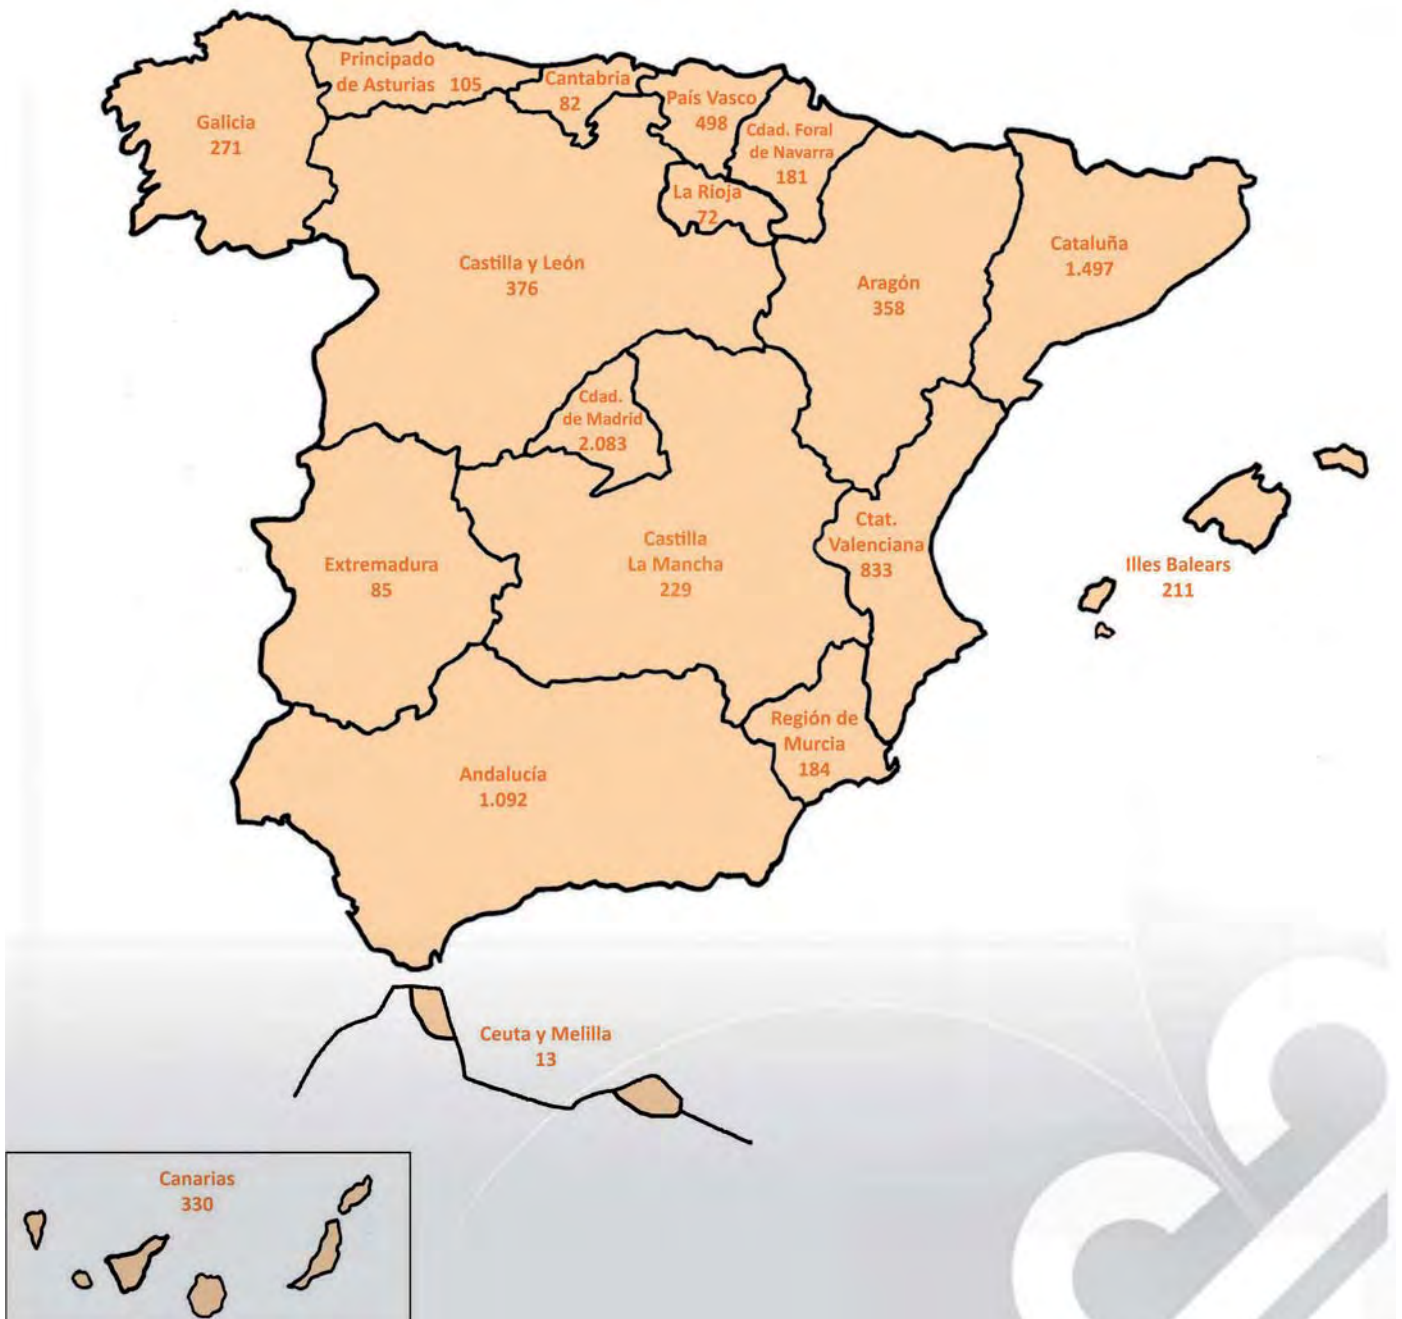 Principado
de Asturias 105
Cantabria
82
País Vasco
498
Cdad. Foral
de Navarra
181
Galicia
271
La Rioja
72
Castilla y León
376
Aragón
358
Cataluña
1.497
Cdad.
de Madrid
2.083
Extremadura
85
Castilla
La Mancha
229
Ctat.
Valenciana
833
Illes Balears
211
Región de
Murcia
184
Andalucía
1.092
Ceuta y Melilla
13
Canarias
330